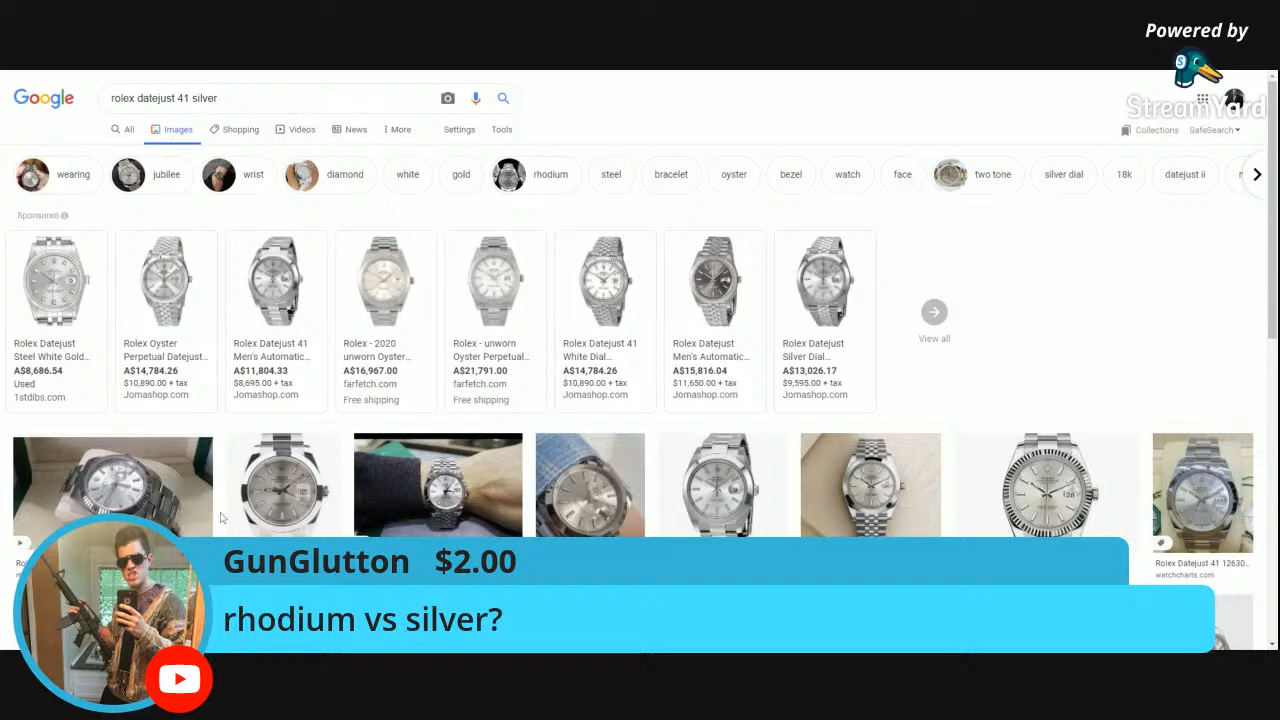 Powered by
StreamYard
Google
rolex datejust 41 silver
All
Images
Shopping
Videos
News
More
Settings
Tools
Collections
SafeSearch
wearing
jubilee
wrist
diamond
white
gold
rhodium
steel
bracelet
oyster
bezel
watch
face
two tone
silver dial
18k
datejust ii
Sponsored
Rolex Datejust
Steel White Gold...
A$8,686.54
Used
1stdibs.com
Rolex Oyster
Perpetual Datejust...
A$14,784.26
$10,890.00 + tax
Jomashop.com
Rolex Datejust 41
Men's Automatic...
A$11,804.33
$8,695.00 + tax
Jomashop.com
Rolex - 2020
unworn Oyster...
A$16,967.00
farfetch.com
Free shipping
Rolex - unworn
Oyster Perpetual...
A$21,791.00
farfetch.com
Free shipping
Rolex Datejust 41
White Dial...
A$14,784.26
$10,890.00 + tax
Jomashop.com
Rolex Datejust
Men's Automatic...
A$15,816.04
$11,650.00 + tax
Jomashop.com
Rolex Datejust
Silver Dial...
A$13,026.17
$9,595.00 + tax
Jomashop.com
View all
Rolex Datejust 41 12630...
watchcharts.com
GunGlutton $2.00
rhodium vs silver?